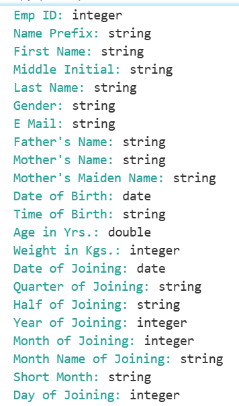 Emp ID: integer
Name Prefix: string
First Name: string
Middle Initial: string
Last Name: string
Gender: string
E Mail: string
Father's Name: string
Mother's Name: string
Mother's Maiden Name: string
Date of Birth: date
Time of Birth: string
Age in Yrs.: double
Weight in Kgs.: integer
Date of Joining: date
Quarter of Joining: string
Half of Joining: string
Year of Joining: integer
Month of Joining: integer
Month Name of Joining: string
Short Month: string
Day of Joining: integer